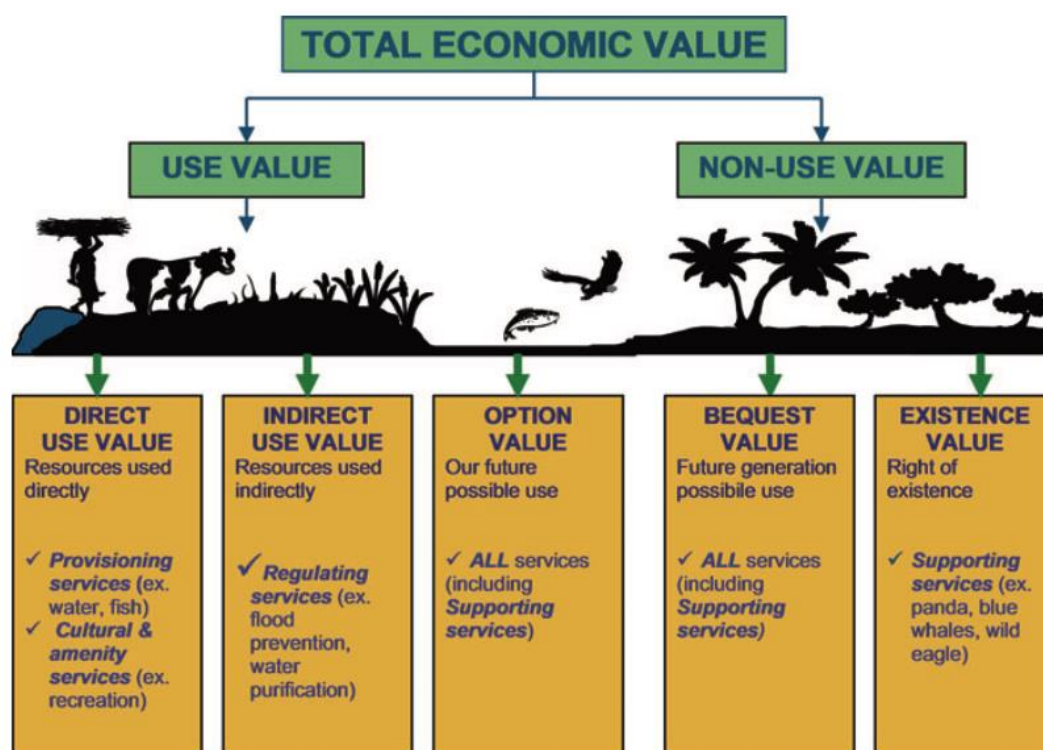 TOTAL ECONOMIC VALUE
USE VALUE
NON-USE VALUE
DIRECT
USE VALUE
Resources used
directly
✓ Provisioning
services (ex.
water, fish)
✓ Cultural &
amenity
services (ex.
recreation)
INDIRECT
USE VALUE
Resources used
indirectly
✓ Regulating
services (ex.
flood
prevention,
water
purification)
OPTION
VALUE
Our future
possible use
✓ ALL services
(including
Supporting
services)
BEQUEST
VALUE
Future generation
possibile use
✓ ALL services
(including
Supporting
services)
EXISTENCE
VALUE
Right of
existence
✓ Supporting
services (ex.
panda, blue
whales, wild
eagle)